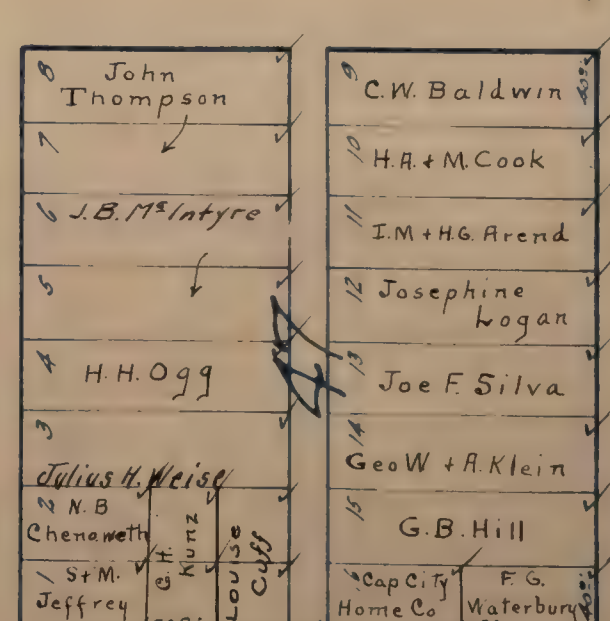 8
John
Thompson
7
6
J.B. McIntyre
5
4
H.H. Ogg
3
Julius H. Weise
2
N.B
Chenoweth
G.H.
Kunz
Louise
Cuff
1
S + M.
Jeffrey
47
9
C.W. Baldwin
10
H.A. + M. Cook
11
I.M + H.G. Arend
12
Josephine
Logan
13
Joe F. Silva
14
Geo W + A. Klein
15
G.B. Hill
Cap City
Home Co
F.G.
Waterbury